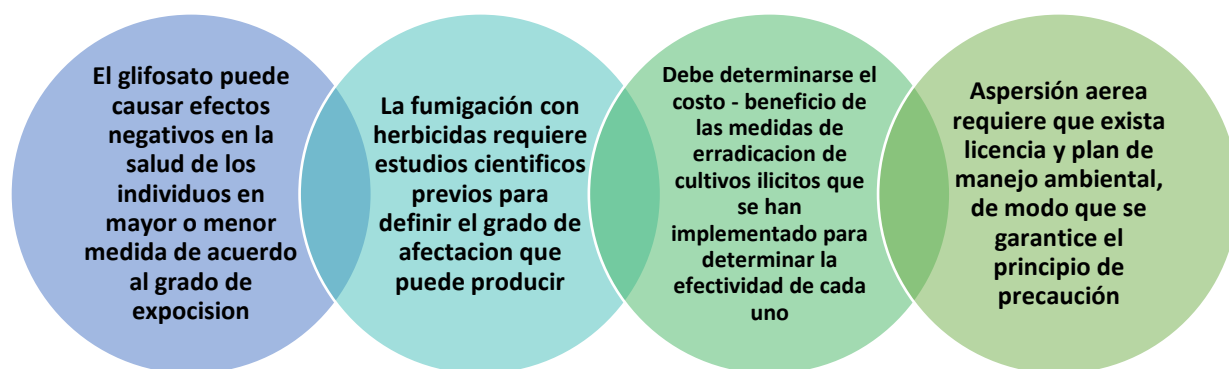 El glifosato puede
causar efectos
negativos en la
salud de los
individuos en
mayor o menor
medida de acuerdo
al grado de
expocision
La fumigación con
herbicidas requiere
estudios cientificos
previos para
definir el grado de
afectacion que
puede producir
Debe determinarse el
costo - beneficio de
las medidas de
erradicacion de
cultivos ilicitos que
se han
implementado para
determinar la
efectividad de cada
uno
Aspersión aerea
requiere que exista
licencia y plan de
manejo ambiental,
de modo que se
garantice el
principio de
precaución